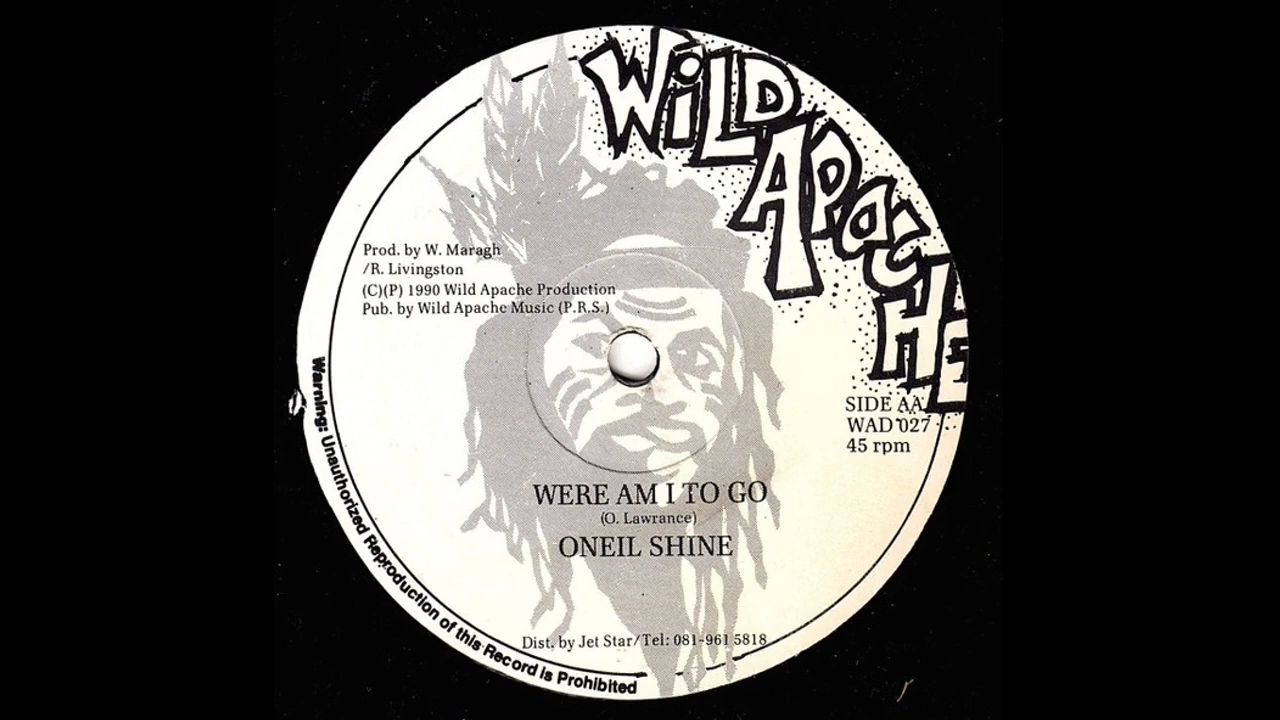 WiLD
APACHE
Prod. by W. Maragh
/R. Livingston
(C)(P) 1990 Wild Apache Production
Pub. by Wild Apache Music (P.R.S.)
SIDE AA
WAD 027
45 rpm
WERE AM I TO GO
(O. Lawrance)
ONEIL SHINE
Dist. by Jet Star/Tel: 081-961 5818
Warning: Unauthorized Reproduction of this Record is Prohibited